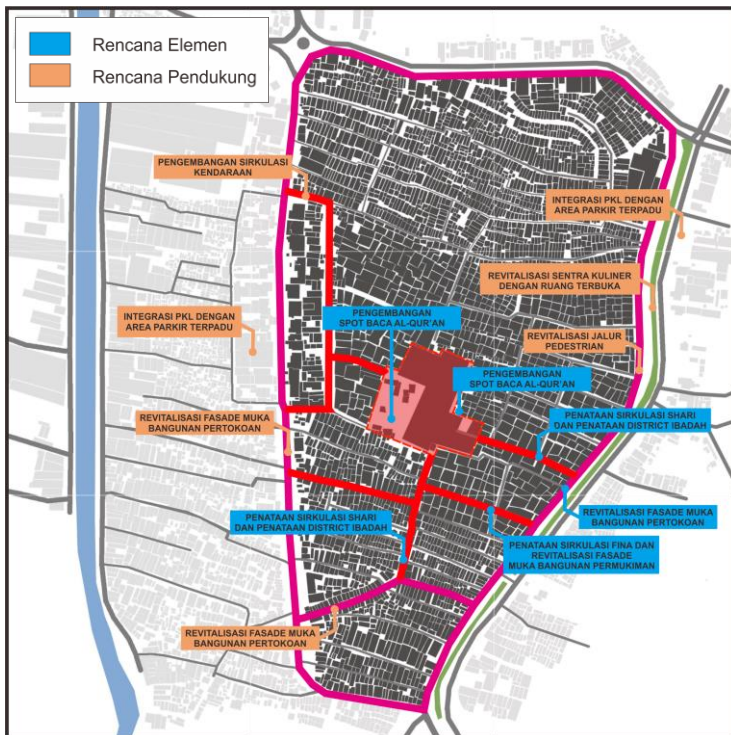 Rencana Elemen
Rencana Pendukung
PENGEMBANGAN SIRKULASI
KENDARAAN
INTEGRASI PKL DENGAN
AREA PARKIR TERPADU
REVITALISASI SENTRA KULINER
DENGAN RUANG TERBUKA
INTEGRASI PKL DENGAN
AREA PARKIR TERPADU
PENGEMBANGAN
SPOT BACA AL-QUR'AN
REVITALISASI JALUR
PEDESTRIAN
PENGEMBANGAN
SPOT BACA AL-QUR'AN
REVITALISASI FASADE MUKA
BANGUNAN PERTOKOAN
PENATAAN SIRKULASI SHARI
DAN PENATAAN DISTRICT IBADAH
PENATAAN SIRKULASI SHARI
DAN PENATAAN DISTRICT IBADAH
REVITALISASI FASADE MUKA
BANGUNAN PERTOKOAN
PENATAAN SIRKULASI FINA DAN
REVITALISASI FASADE
MUKA BANGUNAN PERMUKIMAN
REVITALISASI FASADE MUKA
BANGUNAN PERTOKOAN